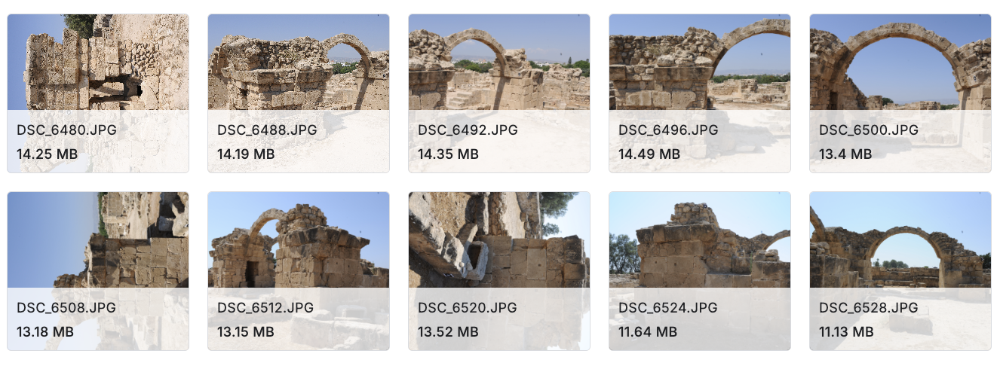 DSC_6480.JPG
14.25 MB
DSC_6488.JPG
14.19 MB
DSC_6492.JPG
14.35 MB
DSC_6496.JPG
14.49 MB
DSC_6500.JPG
13.4 MB
DSC_6508.JPG
13.18 MB
DSC_6512.JPG
13.15 MB
DSC_6520.JPG
13.52 MB
DSC_6524.JPG
11.64 MB
DSC_6528.JPG
11.13 MB